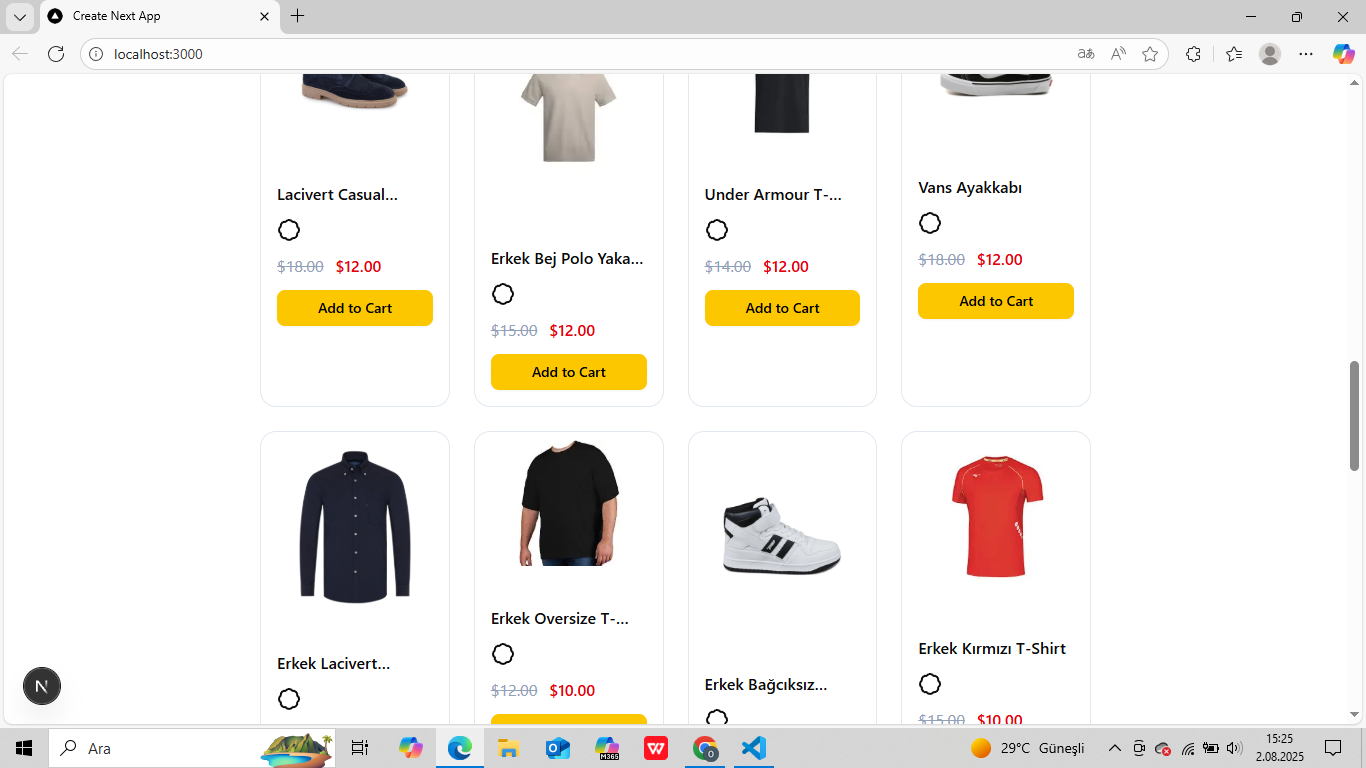 Create Next App
localhost:3000
Lacivert Casual...
$18.00 $12.00
Add to Cart
Erkek Bej Polo Yaka...
$15.00 $12.00
Add to Cart
Under Armour T-...
$14.00 $12.00
Add to Cart
Vans Ayakkabı
$18.00 $12.00
Add to Cart
Erkek Lacivert...
Erkek Oversize T-...
$12.00 $10.00
Erkek Bağcıksız...
Erkek Kırmızı T-Shirt
$15.00 $10.00
N
Ara
M365
29°C Güneşli
15:25
2.08.2025